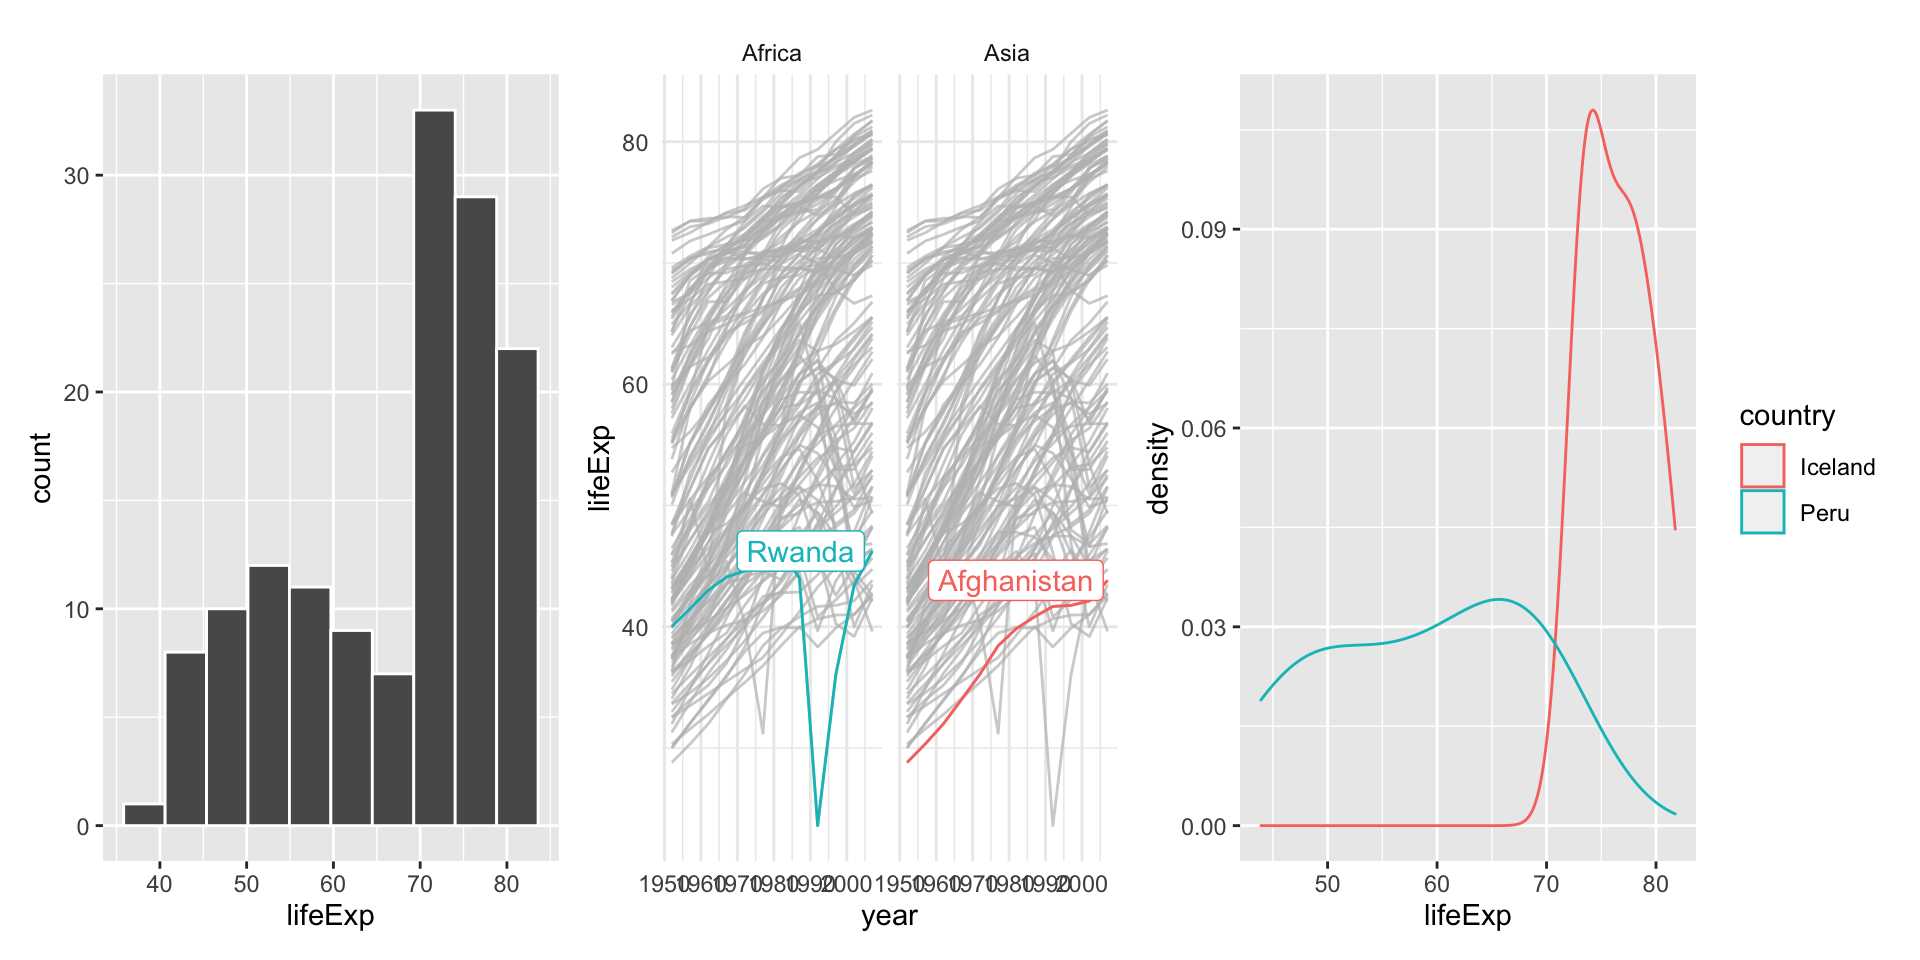 count
30
20
10
0
40 50 60 70 80
lifeExp
Africa Asia
lifeExp
80
60
40
Rwanda
Afghanistan
1950 1960 1970 1980 1990 2000 1950 1960 1970 1980 1990 2000
year
density
0.09
0.06
0.03
0.00
50 60 70 80
lifeExp
country
Iceland
Peru